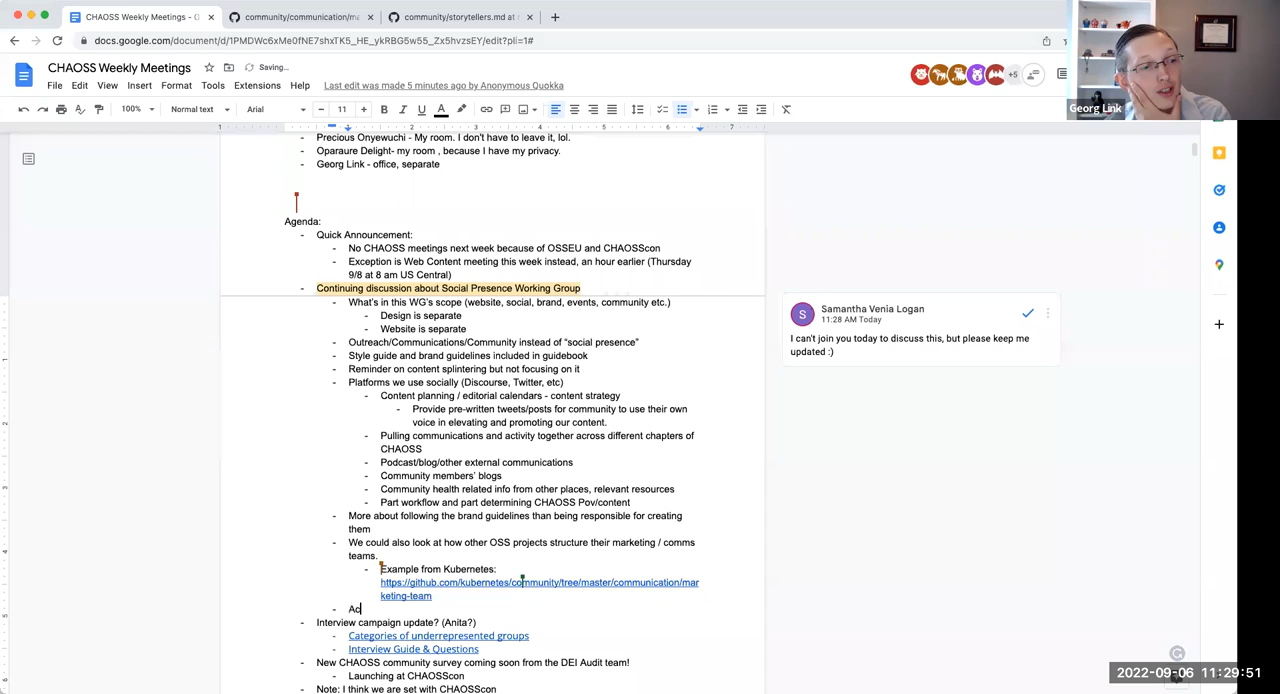 CHAOSS Weekly Meetings - G
community/communication/ma
community/storytellers.md at
docs.google.com/document/d/1PMDWc6xMe0fNE7shxTK5_HE_ykRBG5w55_Zx5hvzsEY/edit?pli=1#
CHAOSS Weekly Meetings
Saving...
File Edit View Insert Format Tools Extensions Help
Last edit was made 5 minutes ago by Anonymous Quokka
+5
100% Normal text Arial 11
Georg Link
1 2 3 4 5 6 7
- Precious Onyewuchi - My room. I don't have to leave it, lol.
- Oparaure Delight- my room , because I have my privacy.
- Georg Link - office, separate
Agenda:
- Quick Announcement:
- No CHAOSS meetings next week because of OSSEU and CHAOSScon
- Exception is Web Content meeting this week instead, an hour earlier (Thursday
9/8 at 8 am US Central)
- Continuing discussion about Social Presence Working Group
- What's in this WG's scope (website, social, brand, events, community etc.)
- Design is separate
- Website is separate
- Outreach/Communications/Community instead of "social presence"
- Style guide and brand guidelines included in guidebook
- Reminder on content splintering but not focusing on it
- Platforms we use socially (Discourse, Twitter, etc)
- Content planning / editorial calendars - content strategy
- Provide pre-written tweets/posts for community to use their own
voice in elevating and promoting our content.
- Pulling communications and activity together across different chapters of
CHAOSS
- Podcast/blog/other external communications
- Community members' blogs
- Community health related info from other places, relevant resources
- Part workflow and part determining CHAOSS Pov/content
- More about following the brand guidelines than being responsible for creating
them
- We could also look at how other OSS projects structure their marketing / comms
teams.
- Example from Kubernetes:
https://github.com/kubernetes/community/tree/master/communication/mar
keting-team
- Ac
- Interview campaign update? (Anita?)
- Categories of underrepresented groups
- Interview Guide & Questions
- New CHAOSS community survey coming soon from the DEI Audit team!
- Launching at CHAOSScon
- Note: I think we are set with CHAOSScon
S
Samantha Venia Logan
11:28 AM Today
I can't join you today to discuss this, but please keep me
updated :)
2022-09-06 11:29:51